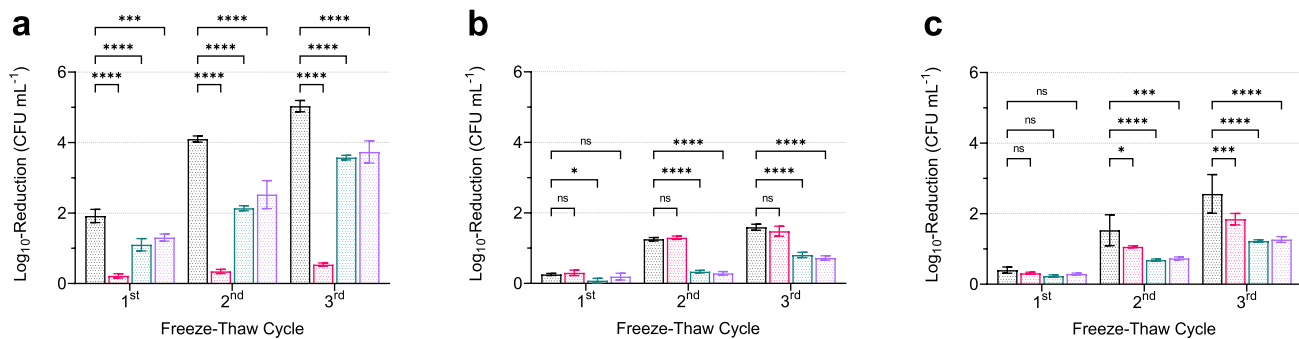 a
*** **** ****
**** **** ****
**** **** ****
Log10-Reduction (CFU mL-1)
6
4
2
0
1st 2nd 3rd
Freeze-Thaw Cycle
b
ns **** ****
* **** ****
ns ns ns
Log10-Reduction (CFU mL-1)
6
4
2
0
1st 2nd 3rd
Freeze-Thaw Cycle
c
ns *** ****
ns **** ****
ns * ***
Log10-Reduction (CFU mL-1)
6
4
2
0
1st 2nd 3rd
Freeze-Thaw Cycle